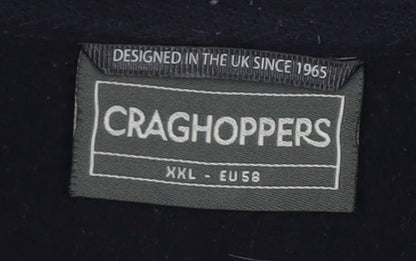 DESIGNED IN THE UK SINCE 1965
CRAGHOPPERS
XXL - EU58